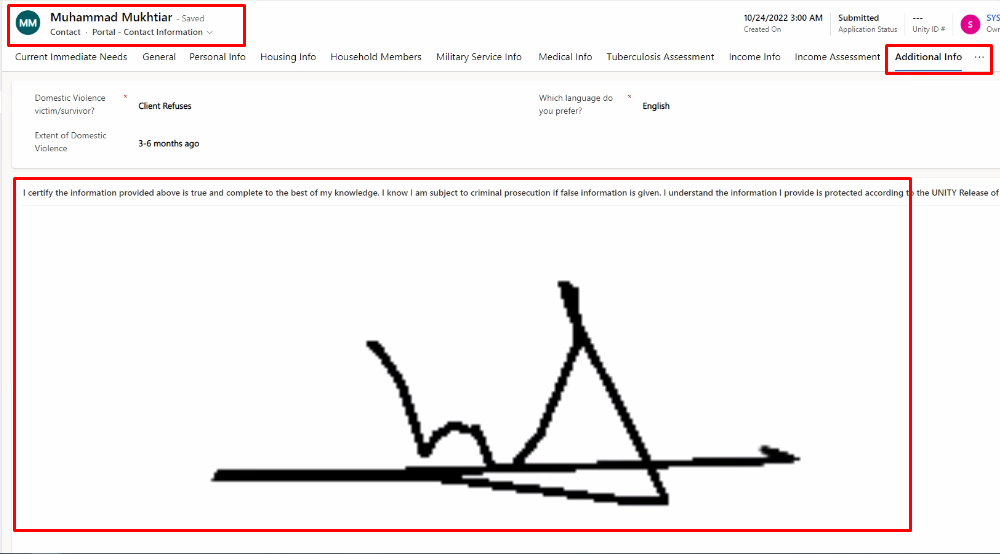 MM
Muhammad Mukhtiar - Saved
Contact · Portal - Contact Information
10/24/2022 3:00 AM
Created On
Submitted
Application Status
---
Unity ID #
S
SYS
Own
Current Immediate Needs General Personal Info Housing Info Household Members Military Service Info Medical Info Tuberculosis Assessment Income Info Income Assessment Additional Info ...
Domestic Violence * victim/survivor?
Client Refuses
Which language do * you prefer?
English
Extent of Domestic
Violence
3-6 months ago
I certify the information provided above is true and complete to the best of my knowledge. I know I am subject to criminal prosecution if false information is given. I understand the information I provide is protected according to the UNITY Release of